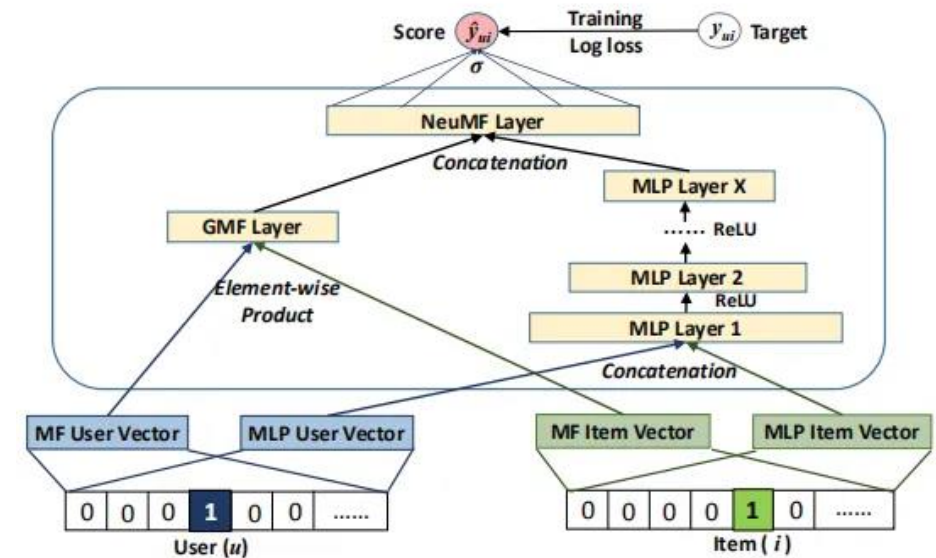 Score ŷui Training yui Target
Log loss
σ
NeuMF Layer
Concatenation
MLP Layer X
GMF Layer
...... ReLU
Element-wise
Product
MLP Layer 2
ReLU
MLP Layer 1
Concatenation
MF User Vector MLP User Vector MF Item Vector MLP Item Vector
0 0 0 1 0 0 ...... 0 0 0 0 1 0 ......
User (u) Item ( i )